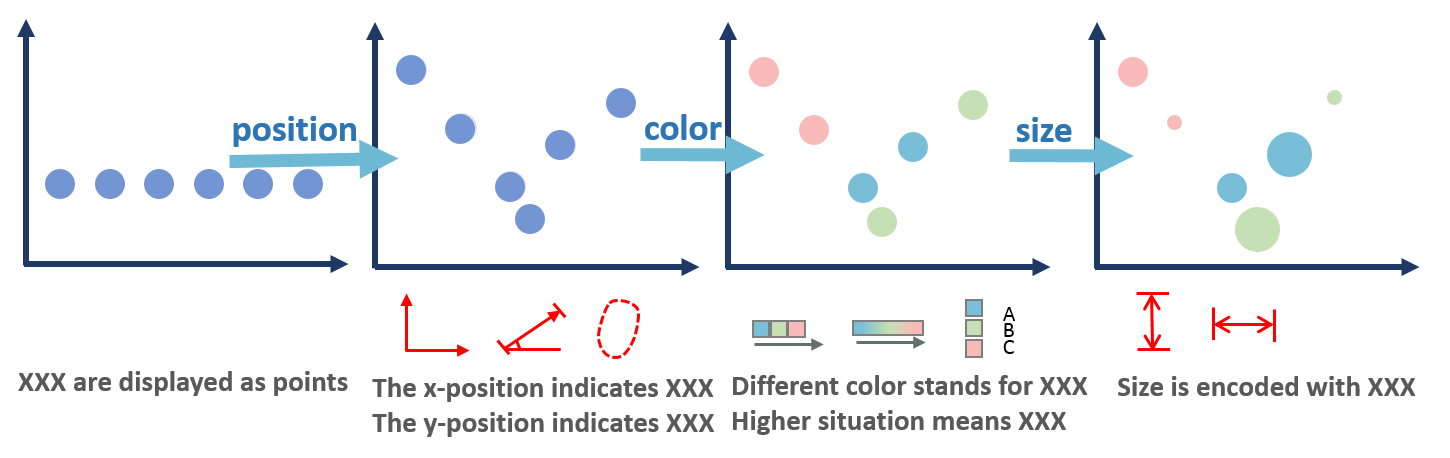 position
color
size
A
B
C
XXX are displayed as points
The x-position indicates XXX
The y-position indicates XXX
Different color stands for XXX
Higher situation means XXX
Size is encoded with XXX